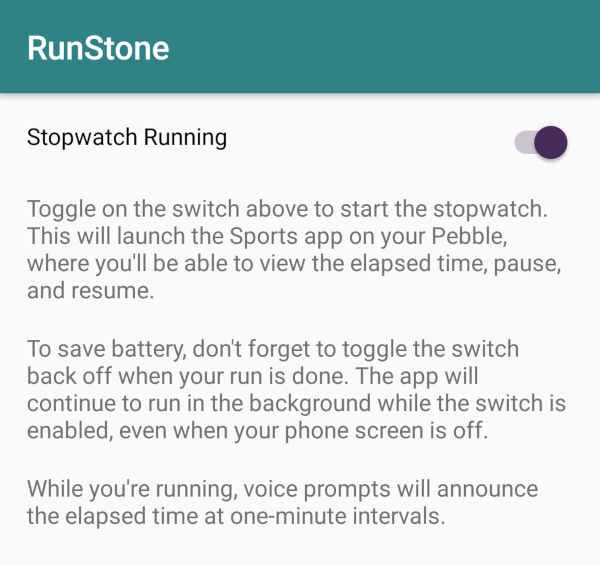 RunStone
Stopwatch Running
Toggle on the switch above to start the stopwatch.
This will launch the Sports app on your Pebble,
where you'll be able to view the elapsed time, pause,
and resume.
To save battery, don't forget to toggle the switch
back off when your run is done. The app will
continue to run in the background while the switch is
enabled, even when your phone screen is off.
While you're running, voice prompts will announce
the elapsed time at one-minute intervals.